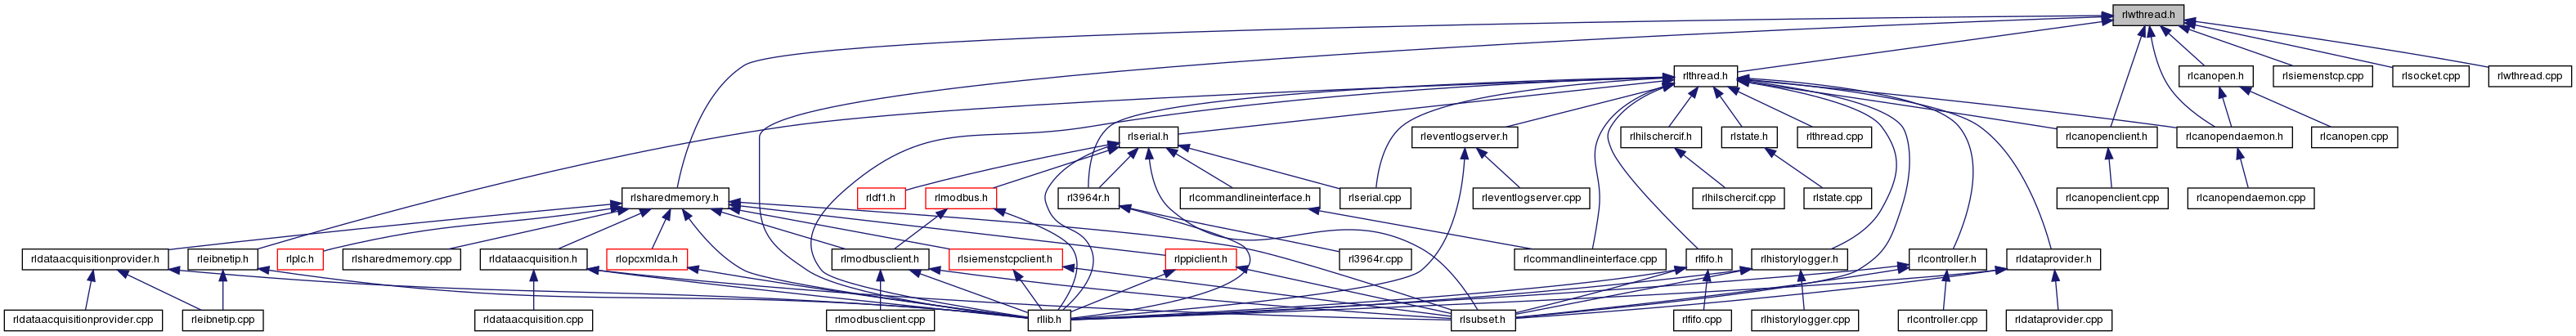 rlwthread.h
rlthread.h
rlcanopen.h
rlsiemenstcp.cpp
rlsocket.cpp
rlwthread.cpp
rlserial.h
rleventlogserver.h
rlhilschercif.h
rlstate.h
rlthread.cpp
rlcanopenclient.h
rlcanopendaemon.h
rlcanopen.cpp
rlsharedmemory.h
rldf1.h
rlmodbus.h
rl3964r.h
rlcommandlineinterface.h
rlserial.cpp
rleventlogserver.cpp
rlhilschercif.cpp
rlstate.cpp
rlcanopenclient.cpp
rlcanopendaemon.cpp
rldataacquisitionprovider.h
rleibnetip.h
rlplc.h
rlsharedmemory.cpp
rldataacquisition.h
rlopcxmlda.h
rlmodbusclient.h
rlsiemenstcpclient.h
rlppiclient.h
rl3964r.cpp
rlcommandlineinterface.cpp
rlfifo.h
rlhistorylogger.h
rlcontroller.h
rldataprovider.h
rldataacquisitionprovider.cpp
rleibnetip.cpp
rldataacquisition.cpp
rlmodbusclient.cpp
rllib.h
rlsubset.h
rlfifo.cpp
rlhistorylogger.cpp
rlcontroller.cpp
rldataprovider.cpp